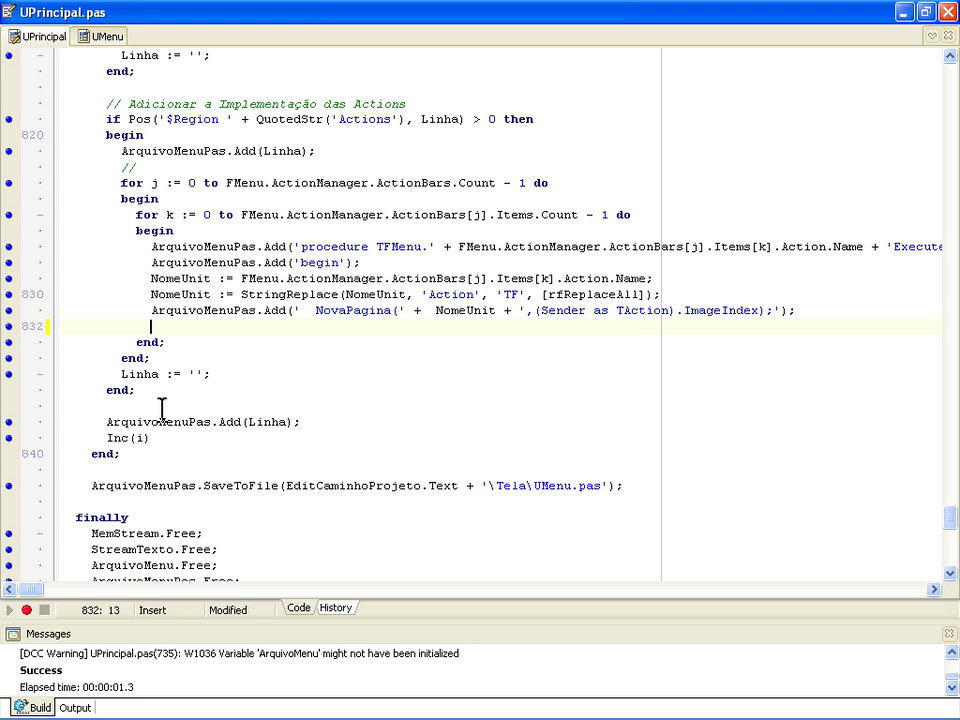 UPrincipal.pas
UPrincipal UMenu
Linha := '';
end;
// Adicionar a Implementação das Actions
if Pos('$Region ' + QuotedStr('Actions'), Linha) > 0 then
820 begin
ArquivoMenuPas.Add(Linha);
//
for j := 0 to FMenu.ActionManager.ActionBars.Count - 1 do
begin
for k := 0 to FMenu.ActionManager.ActionBars[j].Items.Count - 1 do
begin
ArquivoMenuPas.Add('procedure TFMenu.' + FMenu.ActionManager.ActionBars[j].Items[k].Action.Name + 'Execute
ArquivoMenuPas.Add('begin');
NomeUnit := FMenu.ActionManager.ActionBars[j].Items[k].Action.Name;
830 NomeUnit := StringReplace(NomeUnit, 'Action', 'TF', [rfReplaceAll]);
ArquivoMenuPas.Add('  NovaPagina(' +  NomeUnit + ',(Sender as TAction).ImageIndex);');
832
end;
end;
Linha := '';
end;
ArquivoMenuPas.Add(Linha);
Inc(i)
840 end;
ArquivoMenuPas.SaveToFile(EditCaminhoProjeto.Text + '\Tela\UMenu.pas');
finally
MemStream.Free;
StreamTexto.Free;
ArquivoMenu.Free;
ArquivoMenuPas.Free;
832: 13 Insert Modified Code History
Messages
[DCC Warning] UPrincipal.pas(735): W1036 Variable 'ArquivoMenu' might not have been initialized
Success
Elapsed time: 00:00:01.3
Build Output